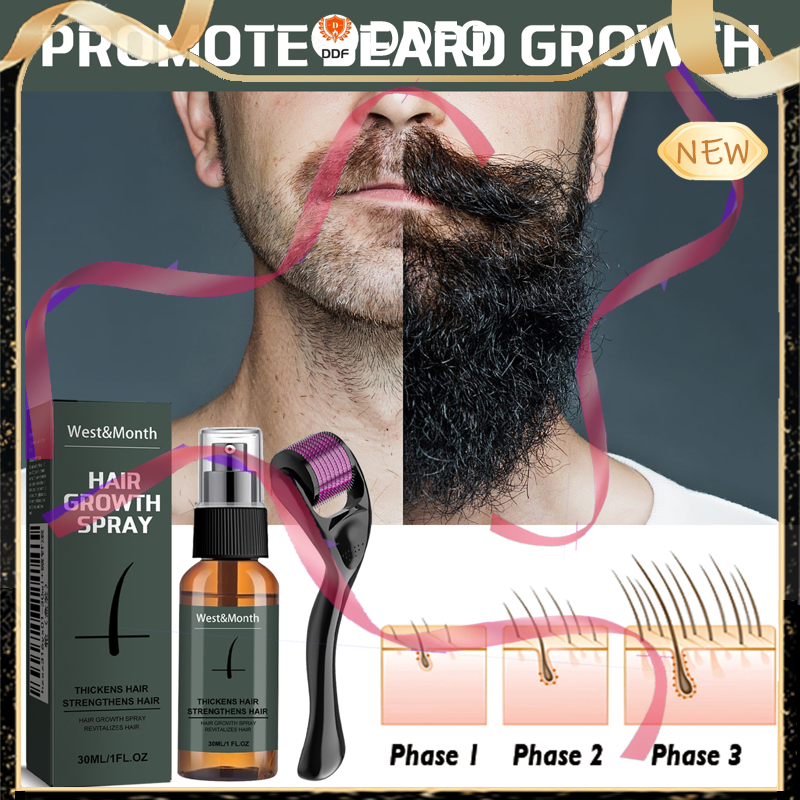 PROMOTE BEARD GROWTH
D
DDF
NEW
West&Month
HAIR
GROWTH
SPRAY
THICKENS HAIR
STRENGTHENS HAIR
HAIR GROWTH SPRAY
REVITALIZES HAIR
30ML/1FL.OZ
West&Month
THICKENS HAIR
STRENGTHENS HAIR
HAIR GROWTH SPRAY
REVITALIZES HAIR
30ML/1 FL.OZ
Phase 1
Phase 2
Phase 3